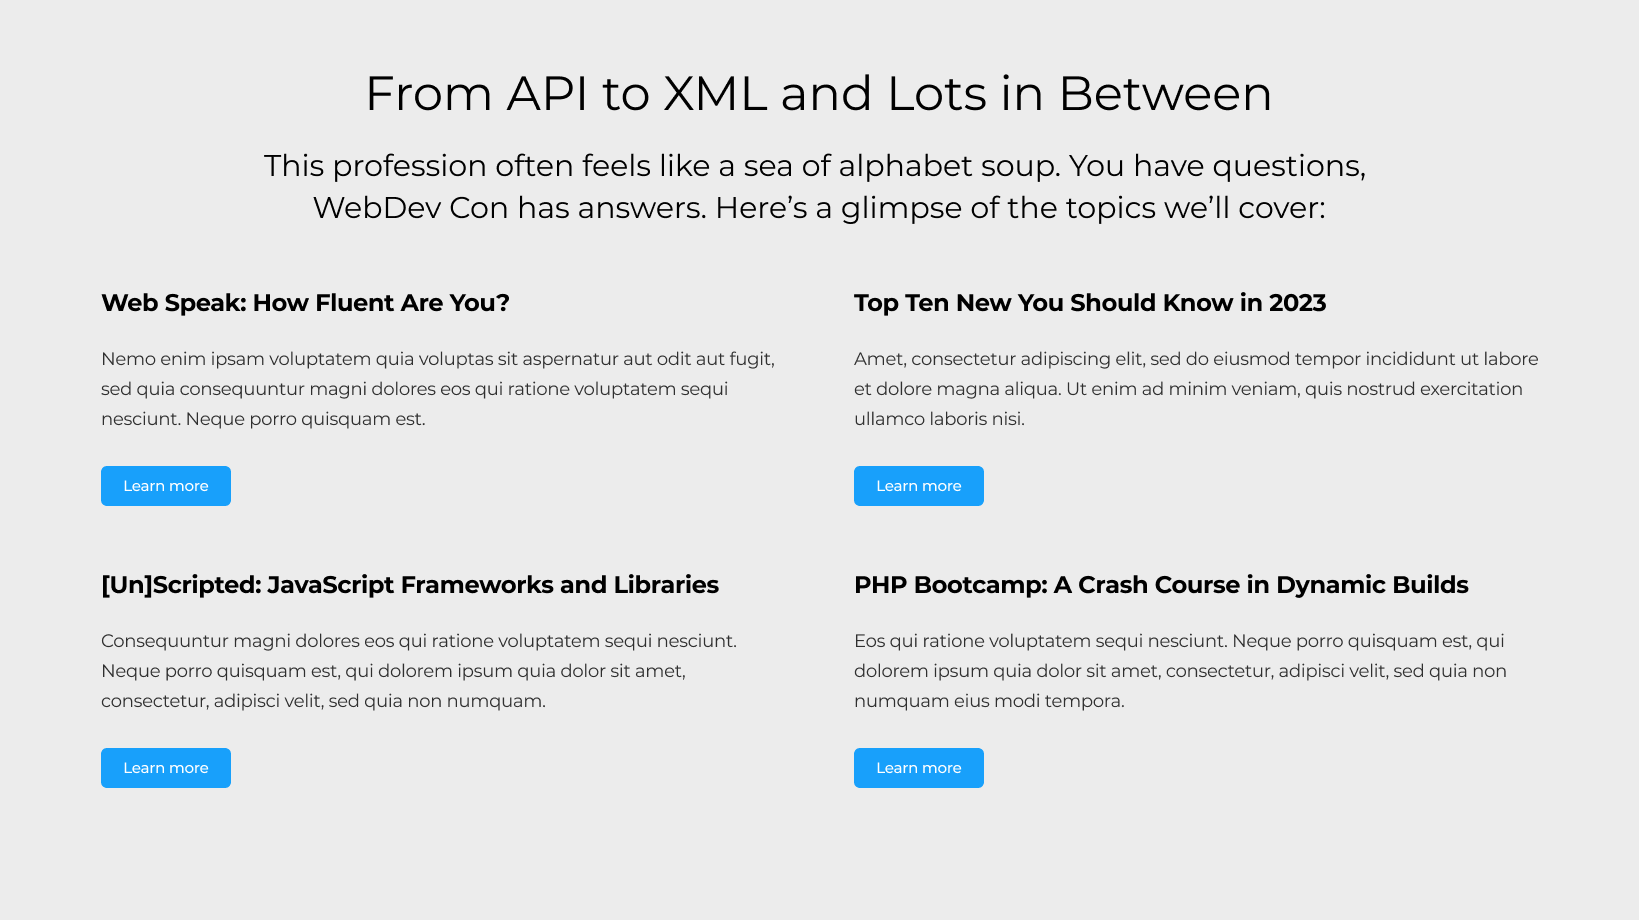 From API to XML and Lots in Between
This profession often feels like a sea of alphabet soup. You have questions,
WebDev Con has answers. Here’s a glimpse of the topics we’ll cover:
Web Speak: How Fluent Are You?
Nemo enim ipsam voluptatem quia voluptas sit aspernatur aut odit aut fugit,
sed quia consequuntur magni dolores eos qui ratione voluptatem sequi
nesciunt. Neque porro quisquam est.
Learn more
Top Ten New You Should Know in 2023
Amet, consectetur adipiscing elit, sed do eiusmod tempor incididunt ut labore
et dolore magna aliqua. Ut enim ad minim veniam, quis nostrud exercitation
ullamco laboris nisi.
Learn more
[Un]Scripted: JavaScript Frameworks and Libraries
Consequuntur magni dolores eos qui ratione voluptatem sequi nesciunt.
Neque porro quisquam est, qui dolorem ipsum quia dolor sit amet,
consectetur, adipisci velit, sed quia non numquam.
Learn more
PHP Bootcamp: A Crash Course in Dynamic Builds
Eos qui ratione voluptatem sequi nesciunt. Neque porro quisquam est, qui
dolorem ipsum quia dolor sit amet, consectetur, adipisci velit, sed quia non
numquam eius modi tempora.
Learn more